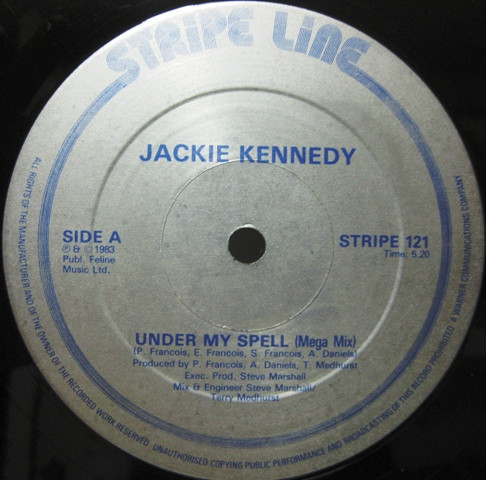 STRIPE LINE
JACKIE KENNEDY
SIDE A
℗ & © 1983
Publ. Feline
Music Ltd.
STRIPE 121
Time: 5.20
UNDER MY SPELL (Mega Mix)
(P. Francois, E. Francois, S. Francois, A. Daniels)
Produced by P. Francois, A. Daniels, T. Medhurst
Exec. Prod. Steve Marshall
Mix & Engineer Steve Marshall/
Terry Medhurst
ALL RIGHTS OF THE MANUFACTURER AND OF THE OWNER OF THE RECORDED WORK RESERVED. UNAUTHORISED COPYING PUBLIC PERFORMANCE AND BROADCASTING OF THIS RECORD PROHIBITED. A WARNER COMMUNICATIONS COMPANY